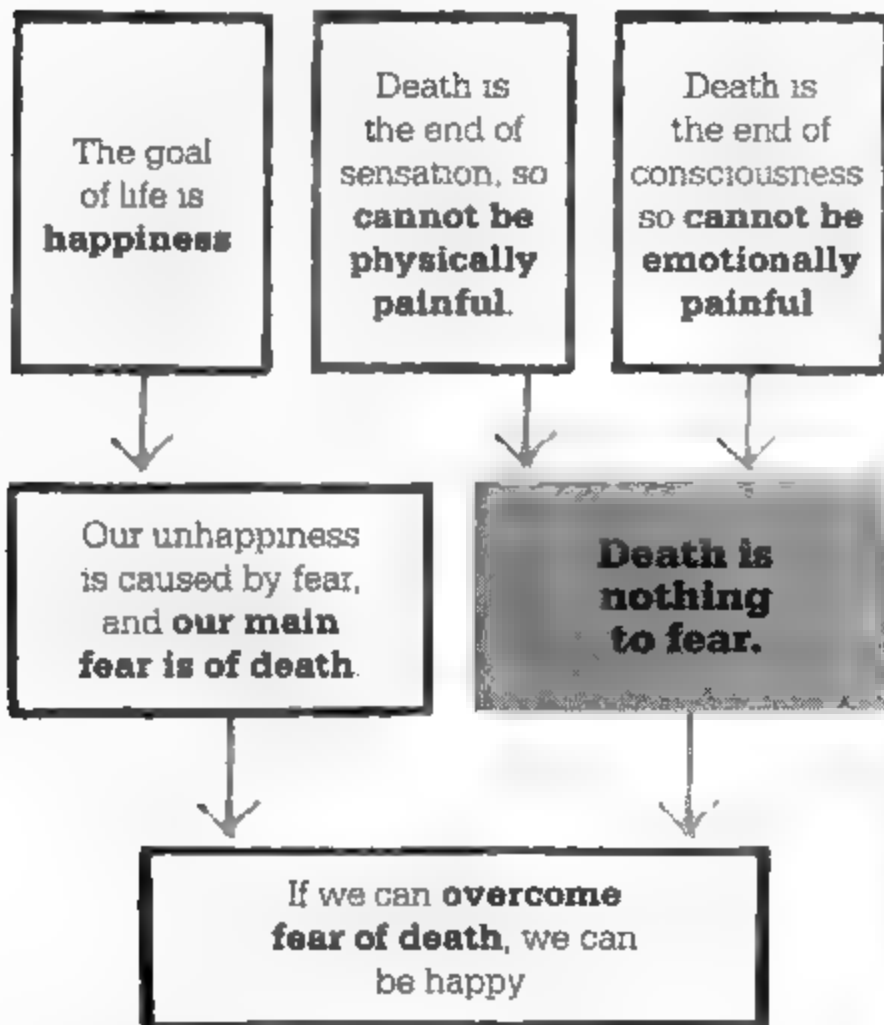 The goal
of life is
happiness
Death is
the end of
sensation, so
cannot be
physically
painful.
Death is
the end of
consciousness
so cannot be
emotionally
painful
Our unhappiness
is caused by fear,
and our main
fear is of death
Death is
nothing
to fear.
If we can overcome
fear of death, we can
be happy